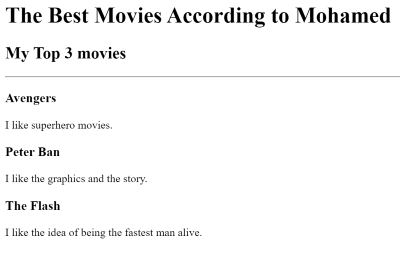 The Best Movies According to Mohamed
My Top 3 movies
Avengers
I like superhero movies.
Peter Ban
I like the graphics and the story.
The Flash
I like the idea of being the fastest man alive.